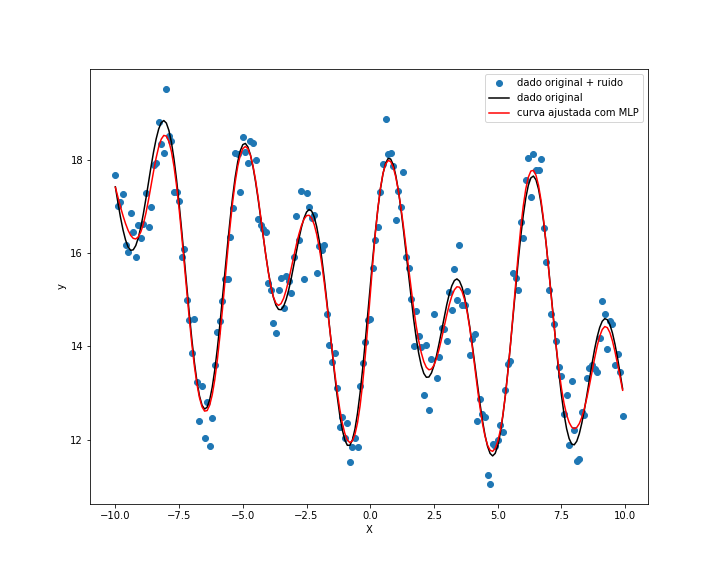 dado original + ruido
dado original
curva ajustada com MLP
18
16
14
12
y
−10.0 −7.5 −5.0 −2.5 0.0 2.5 5.0 7.5 10.0
X